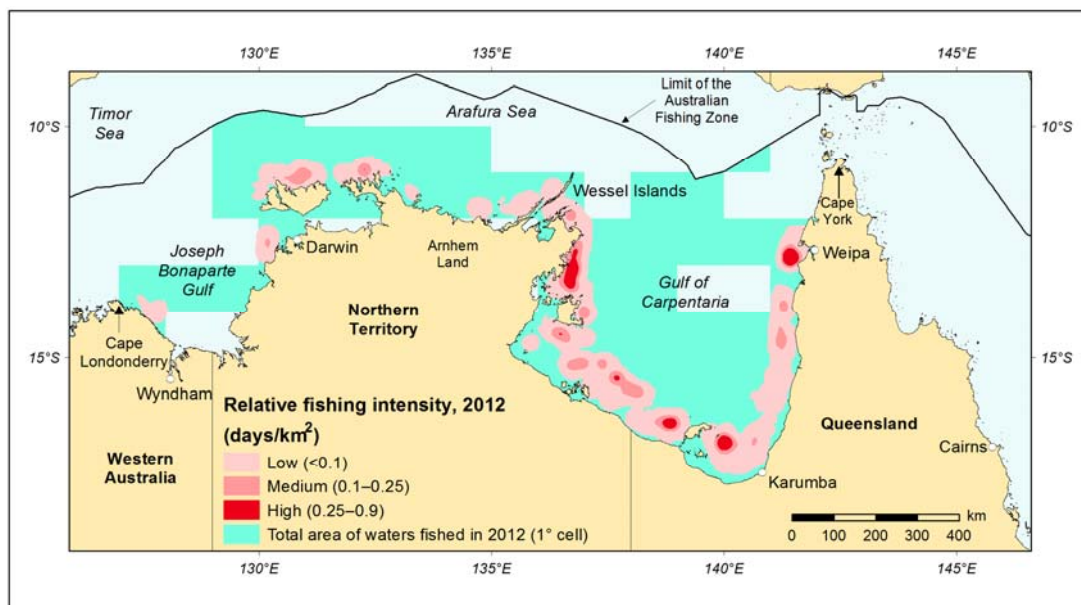 130°E
135°E
140°E
145°E
Timor
Sea
Arafura Sea
Limit of the
Australian
Fishing Zone
10°S
10°S
Wessel Islands
Cape
York
Joseph
Bonaparte
Gulf
Darwin
Arnhem
Land
Weipa
Gulf of
Carpentaria
Northern
Territory
Cape
Londonderry
15°S
15°S
Wyndham
Relative fishing intensity, 2012
(days/km²)
Low (<0.1)
Medium (0.1–0.25)
High (0.25–0.9)
Total area of waters fished in 2012 (1° cell)
Western
Australia
Queensland
Cairns
Karumba
km
0 100 200 300 400
130°E
135°E
140°E
145°E